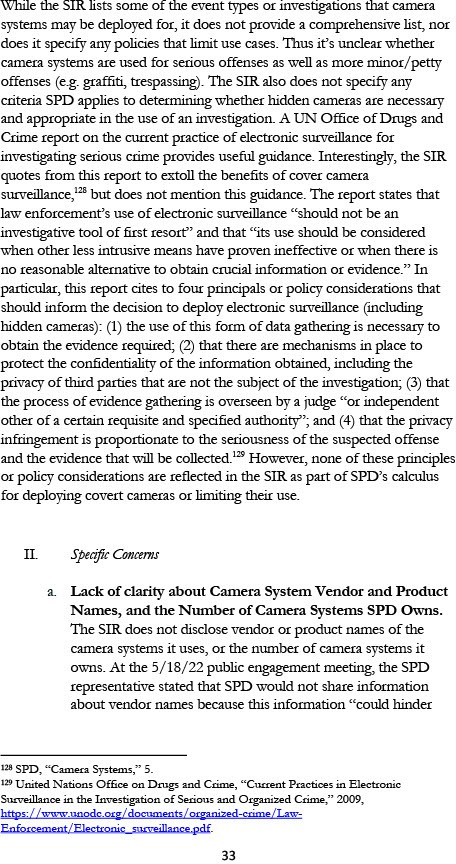 While the SIR lists some of the event types or investigations that camera
systems may be deployed for, it does not provide a comprehensive list, nor
does it specify any policies that limit use cases. Thus it’s unclear whether
camera systems are used for serious offenses as well as more minor/petty
offenses (e.g. graffiti, trespassing). The SIR also does not specify any
criteria SPD applies to determining whether hidden cameras are necessary
and appropriate in the use of an investigation. A UN Office of Drugs and
Crime report on the current practice of electronic surveillance for
investigating serious crime provides useful guidance. Interestingly, the SIR
quotes from this report to extoll the benefits of cover camera
surveillance,128 but does not mention this guidance. The report states that
law enforcement’s use of electronic surveillance “should not be an
investigative tool of first resort” and that “its use should be considered
when other less intrusive means have proven ineffective or when there is
no reasonable alternative to obtain crucial information or evidence.” In
particular, this report cites to four principals or policy considerations that
should inform the decision to deploy electronic surveillance (including
hidden cameras): (1) the use of this form of data gathering is necessary to
obtain the evidence required; (2) that there are mechanisms in place to
protect the confidentiality of the information obtained, including the
privacy of third parties that are not the subject of the investigation; (3) that
the process of evidence gathering is overseen by a judge “or independent
other of a certain requisite and specified authority”; and (4) that the privacy
infringement is proportionate to the seriousness of the suspected offense
and the evidence that will be collected.129 However, none of these principles
or policy considerations are reflected in the SIR as part of SPD’s calculus
for deploying covert cameras or limiting their use.
II. Specific Concerns
a. Lack of clarity about Camera System Vendor and Product
Names, and the Number of Camera Systems SPD Owns.
The SIR does not disclose vendor or product names of the
camera systems it uses, or the number of camera systems it
owns. At the 5/18/22 public engagement meeting, the SPD
representative stated that SPD would not share information
about vendor names because this information “could hinder
128 SPD, “Camera Systems,” 5.
129 United Nations Office on Drugs and Crime, “Current Practices in Electronic
Surveillance in the Investigation of Serious and Organized Crime,” 2009,
https://www.unodc.org/documents/organized-crime/Law-
Enforcement/Electronic_surveillance.pdf.
33